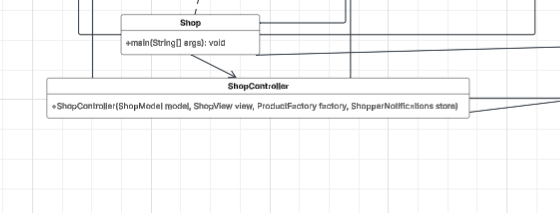 Shop
+main(String[] args): void
ShopController
+ShopController(ShopModel model, ShopView view, ProductFactory factory, ShopperNotifications store)